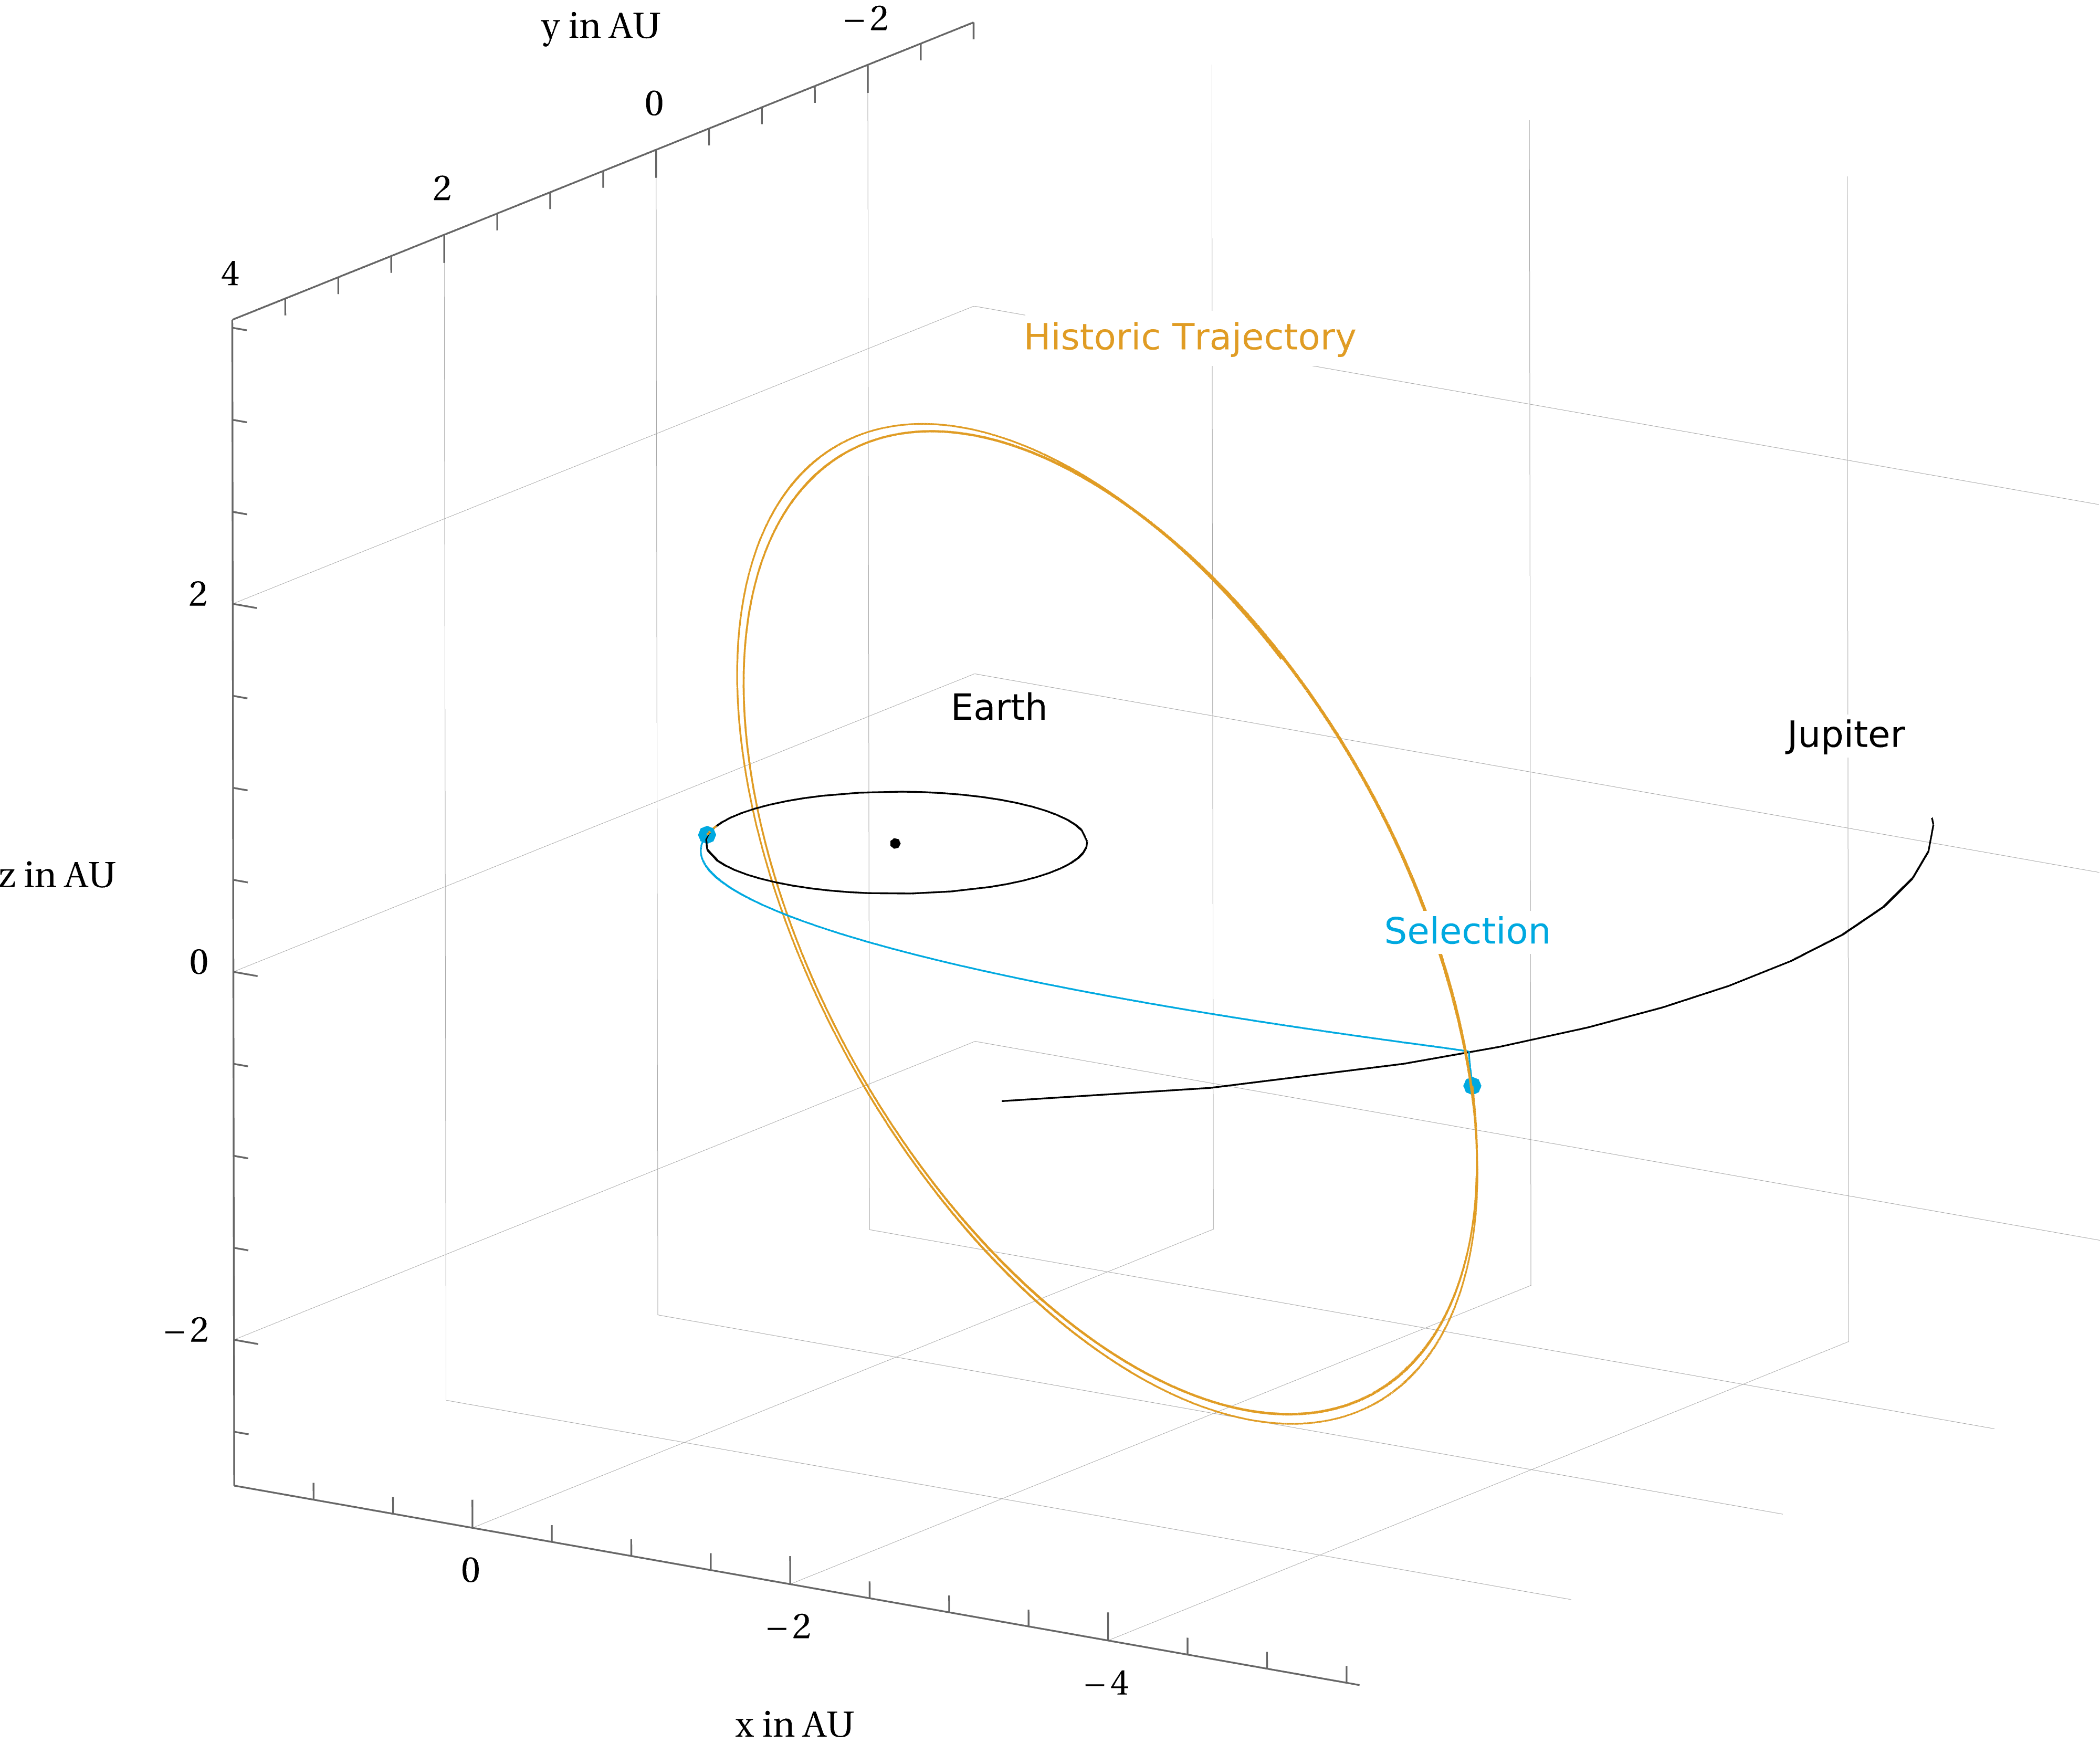 y in AU
−2
0
2
4
Historic Trajectory
2
Earth
Jupiter
z in AU
Selection
0
−2
0
−2
−4
x in AU